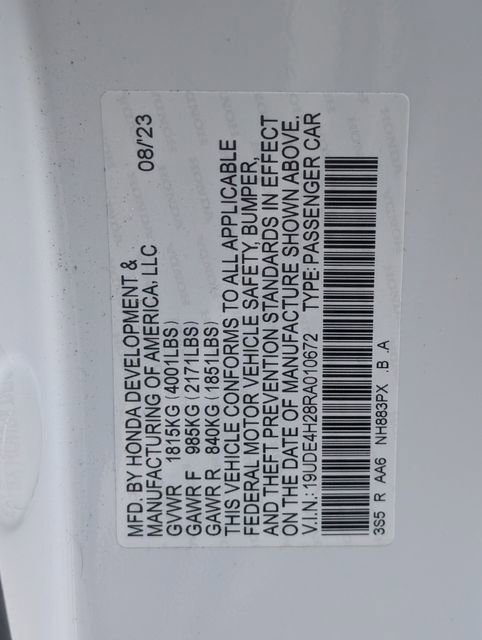 MFD. BY HONDA DEVELOPMENT &
MANUFACTURING OF AMERICA, LLC 08/'23
GVWR 1815KG (4001LBS)
GAWR F 985KG (2171LBS)
GAWR R 840KG (1851LBS)
THIS VEHICLE CONFORMS TO ALL APPLICABLE
FEDERAL MOTOR VEHICLE SAFETY, BUMPER,
AND THEFT PREVENTION STANDARDS IN EFFECT
ON THE DATE OF MANUFACTURE SHOWN ABOVE.
V.I.N.:19UDE4H28RA010672 TYPE:PASSENGER CAR
3S5 R AA6 NH883PX .B .A